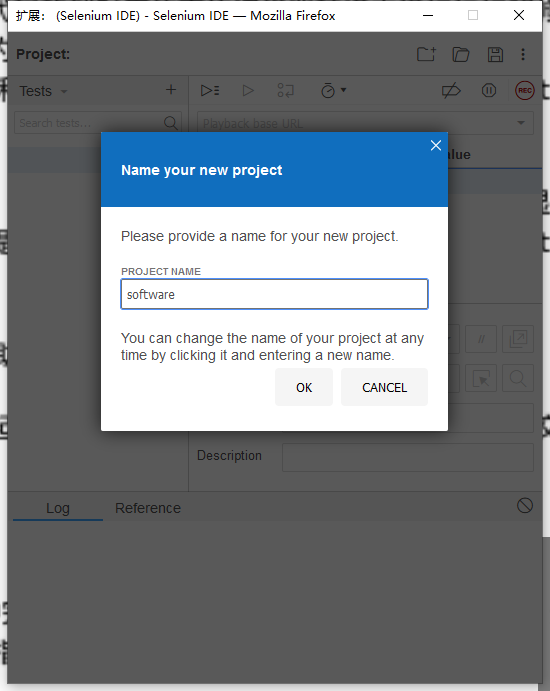 扩展： (Selenium IDE) - Selenium IDE — Mozilla Firefox
Project:
Tests
REC
Search tests...
Playback base URL
alue
Name your new project
Please provide a name for your new project.
PROJECT NAME
software
You can change the name of your project at any
time by clicking it and entering a new name.
OK
CANCEL
//
Description
Log
Reference